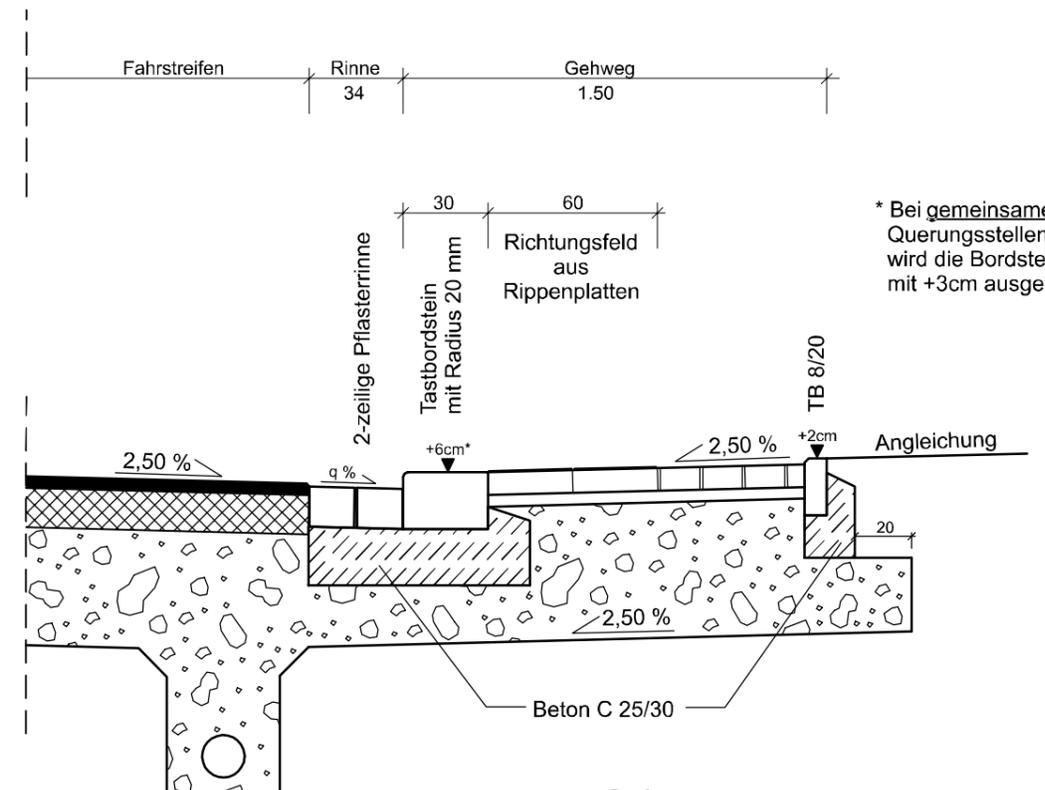 Fahrstreifen
Rinne
Gehweg
34
1.50
30
60
Richtungsfeld
aus
Rippenplatten
2-zeilige Pflasterrinne
Tastbordstein
mit Radius 20 mm
TB 8/20
* Bei gemeinsame
Querungsstellen
wird die Bordste
mit +3cm ausge
+6cm*
+2cm
2,50 %
q %
2,50 %
Angleichung
20
2,50 %
Beton C 25/30